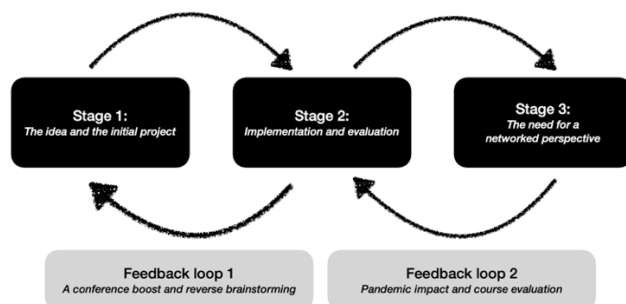 Stage 1:
The idea and the initial project
Stage 2:
Implementation and evaluation
Stage 3:
The need for a
networked perspective
Feedback loop 1
A conference boost and reverse brainstorming
Feedback loop 2
Pandemic impact and course evaluation